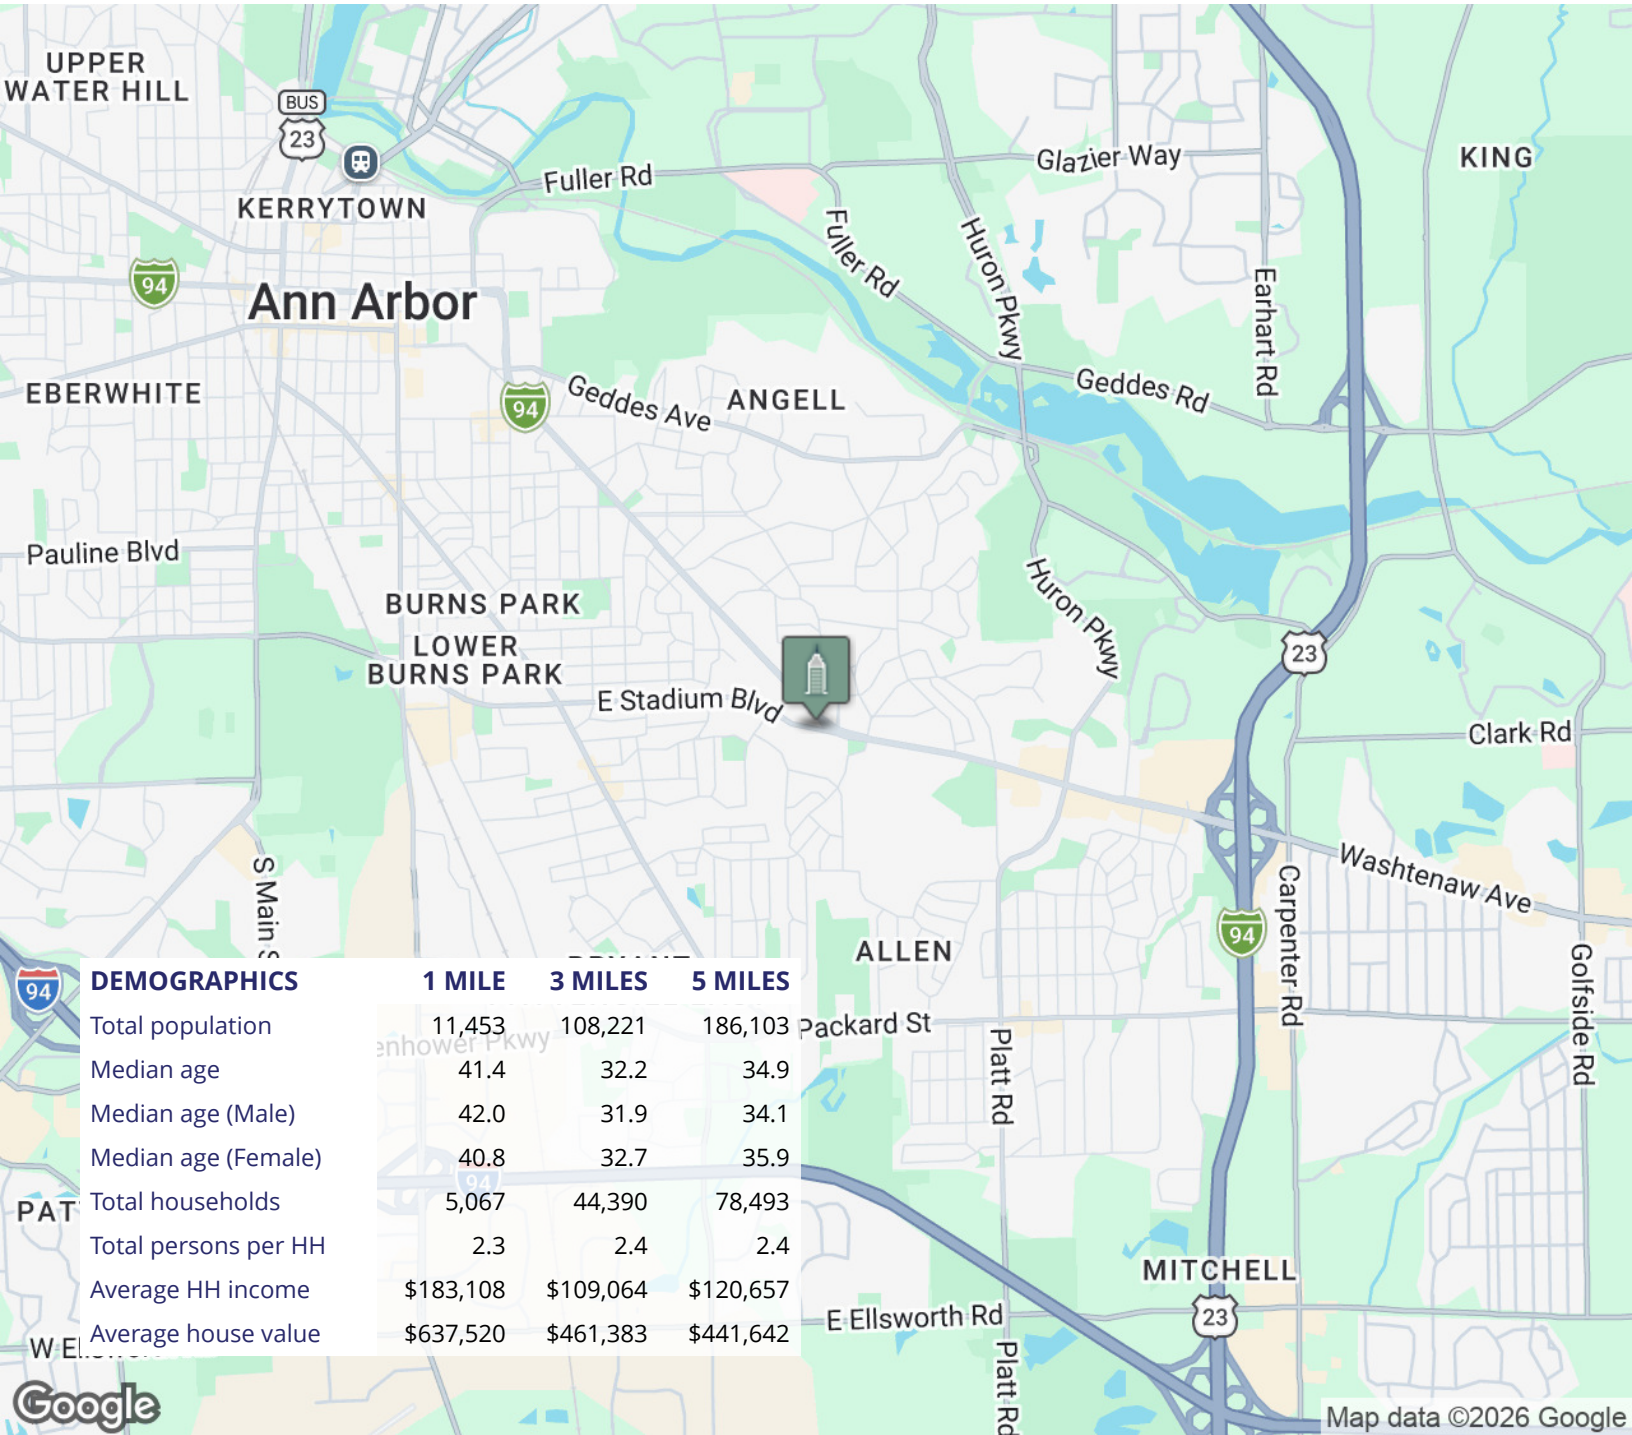 UPPER
WATER HILL
BUS
23
KERRYTOWN
Fuller Rd
Glazier Way
KING
Fuller Rd
Huron Pkwy
Earhart Rd
94
Ann Arbor
EBERWHITE
94
Geddes Ave
ANGELL
Geddes Rd
Pauline Blvd
BURNS PARK
LOWER
BURNS PARK
Huron Pkwy
23
E Stadium Blvd
Clark Rd
S Main S
Washtenaw Ave
Carpenter Rd
94
ALLEN
Golfside Rd
94
Packard St
Platt Rd
enhower Pkwy
94
DEMOGRAPHICS 1 MILE 3 MILES 5 MILES
Total population 11,453 108,221 186,103
Median age 41.4 32.2 34.9
Median age (Male) 42.0 31.9 34.1
Median age (Female) 40.8 32.7 35.9
Total households 5,067 44,390 78,493
Total persons per HH 2.3 2.4 2.4
Average HH income $183,108 $109,064 $120,657
Average house value $637,520 $461,383 $441,642
PAT
MITCHELL
E Ellsworth Rd
23
Platt Rd
Google
Map data ©2026 Google